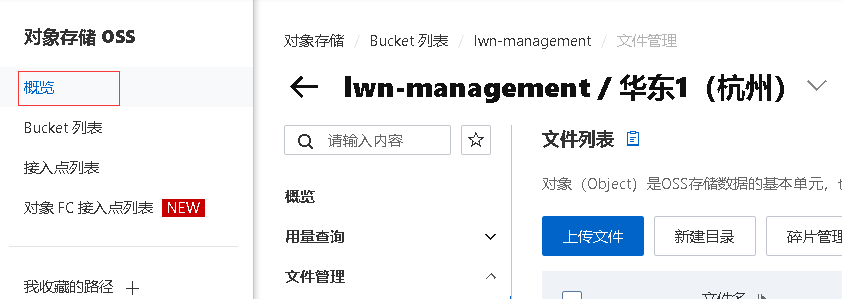 对象存储 OSS
概览
Bucket 列表
接入点列表
对象 FC 接入点列表 NEW
我收藏的路径
对象存储 / Bucket 列表 / lwn-management / 文件管理
lwn-management / 华东1（杭州）
请输入内容
概览
用量查询
文件管理
文件列表
对象（Object）是OSS存储数据的基本单元，
上传文件 新建目录 碎片管理
文件名